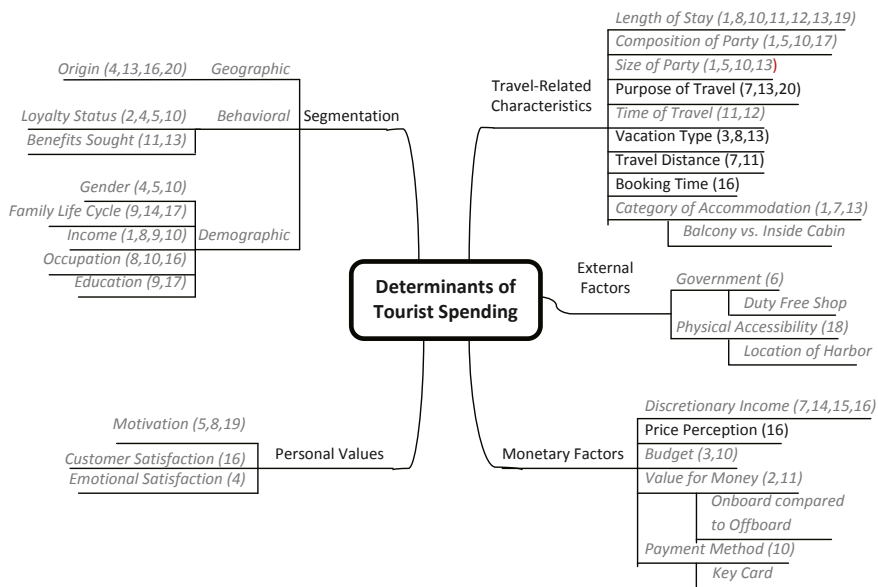 Determinants of
Tourist Spending
Segmentation
Geographic
Origin (4,13,16,20)
Behavioral
Loyalty Status (2,4,5,10)
Benefits Sought (11,13)
Demographic
Gender (4,5,10)
Family Life Cycle (9,14,17)
Income (1,8,9,10)
Occupation (8,10,16)
Education (9,17)
Personal Values
Motivation (5,8,19)
Customer Satisfaction (16)
Emotional Satisfaction (4)
Travel-Related
Characteristics
Length of Stay (1,8,10,11,12,13,19)
Composition of Party (1,5,10,17)
Size of Party (1,5,10,13)
Purpose of Travel (7,13,20)
Time of Travel (11,12)
Vacation Type (3,8,13)
Travel Distance (7,11)
Booking Time (16)
Category of Accommodation (1,7,13)
Balcony vs. Inside Cabin
External
Factors
Government (6)
Duty Free Shop
Physical Accessibility (18)
Location of Harbor
Monetary Factors
Discretionary Income (7,14,15,16)
Price Perception (16)
Budget (3,10)
Value for Money (2,11)
Onboard compared
to Offboard
Payment Method (10)
Key Card